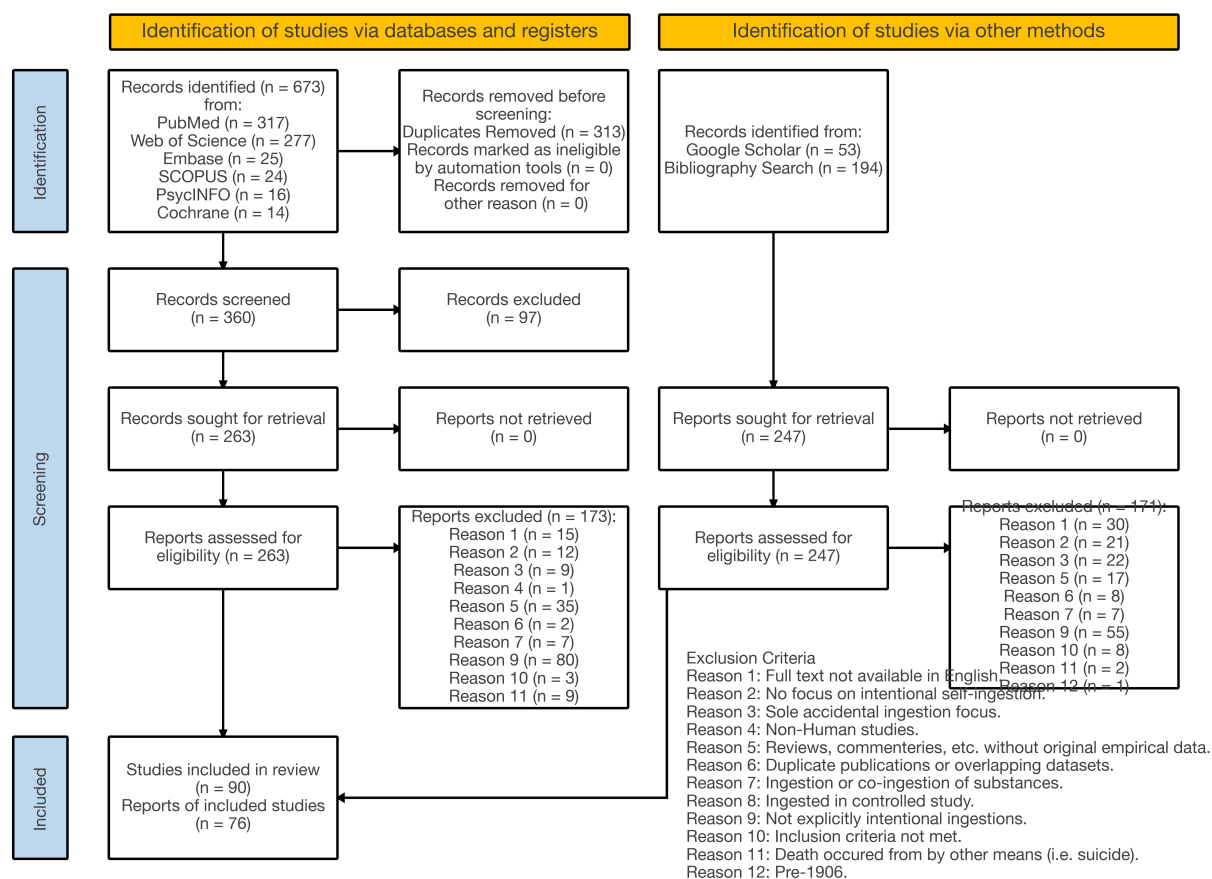 Identification of studies via databases and registers
Identification of studies via other methods
Identification
Records identified (n = 673)
from:
PubMed (n = 317)
Web of Science (n = 277)
Embase (n = 25)
SCOPUS (n = 24)
PsycINFO (n = 16)
Cochrane (n = 14)
Records removed before
screening:
Duplicates Removed (n = 313)
Records marked as ineligible
by automation tools (n = 0)
Records removed for
other reason (n = 0)
Records identified from:
Google Scholar (n = 53)
Bibliography Search (n = 194)
Screening
Records screened
(n = 360)
Records excluded
(n = 97)
Records sought for retrieval
(n = 263)
Reports not retrieved
(n = 0)
Reports sought for retrieval
(n = 247)
Reports not retrieved
(n = 0)
Reports assessed for
eligibility (n = 263)
Reports excluded (n = 173):
Reason 1 (n = 15)
Reason 2 (n = 12)
Reason 3 (n = 9)
Reason 4 (n = 1)
Reason 5 (n = 35)
Reason 6 (n = 2)
Reason 7 (n = 7)
Reason 9 (n = 80)
Reason 10 (n = 3)
Reason 11 (n = 9)
Reports assessed for
eligibility (n = 247)
Reports excluded (n = 171):
Reason 1 (n = 30)
Reason 2 (n = 21)
Reason 3 (n = 22)
Reason 5 (n = 17)
Reason 6 (n = 8)
Reason 7 (n = 7)
Reason 9 (n = 55)
Reason 10 (n = 8)
Reason 11 (n = 2)
Reason 12 (n = 1)
Included
Studies included in review
(n = 90)
Reports of included studies
(n = 76)
Exclusion Criteria
Reason 1: Full text not available in English.
Reason 2: No focus on intentional self-ingestion.
Reason 3: Sole accidental ingestion focus.
Reason 4: Non-Human studies.
Reason 5: Reviews, commenteries, etc. without original empirical data.
Reason 6: Duplicate publications or overlapping datasets.
Reason 7: Ingestion or co-ingestion of substances.
Reason 8: Ingested in controlled study.
Reason 9: Not explicitly intentional ingestions.
Reason 10: Inclusion criteria not met.
Reason 11: Death occured from by other means (i.e. suicide).
Reason 12: Pre-1906.